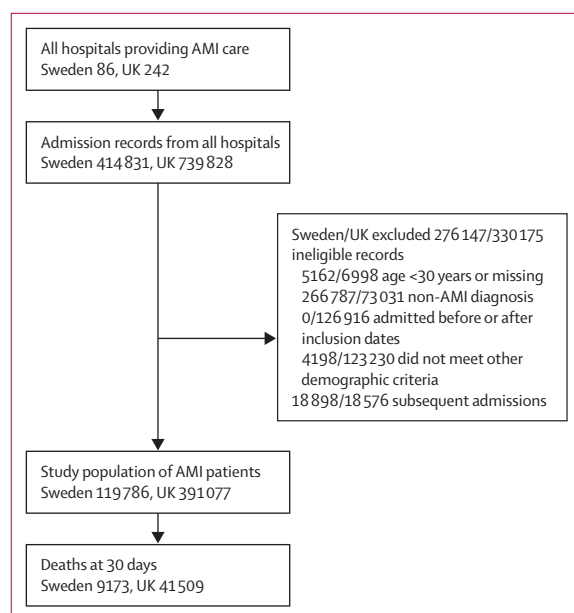 All hospitals providing AMI care
Sweden 86, UK 242
Admission records from all hospitals
Sweden 414 831, UK 739 828
Sweden/UK excluded 276 147/330 175
ineligible records
5162/6998 age <30 years or missing
266 787/73 031 non-AMI diagnosis
0/126 916 admitted before or after
inclusion dates
4198/123 230 did not meet other
demographic criteria
18 898/18 576 subsequent admissions
Study population of AMI patients
Sweden 119 786, UK 391 077
Deaths at 30 days
Sweden 9173, UK 41 509